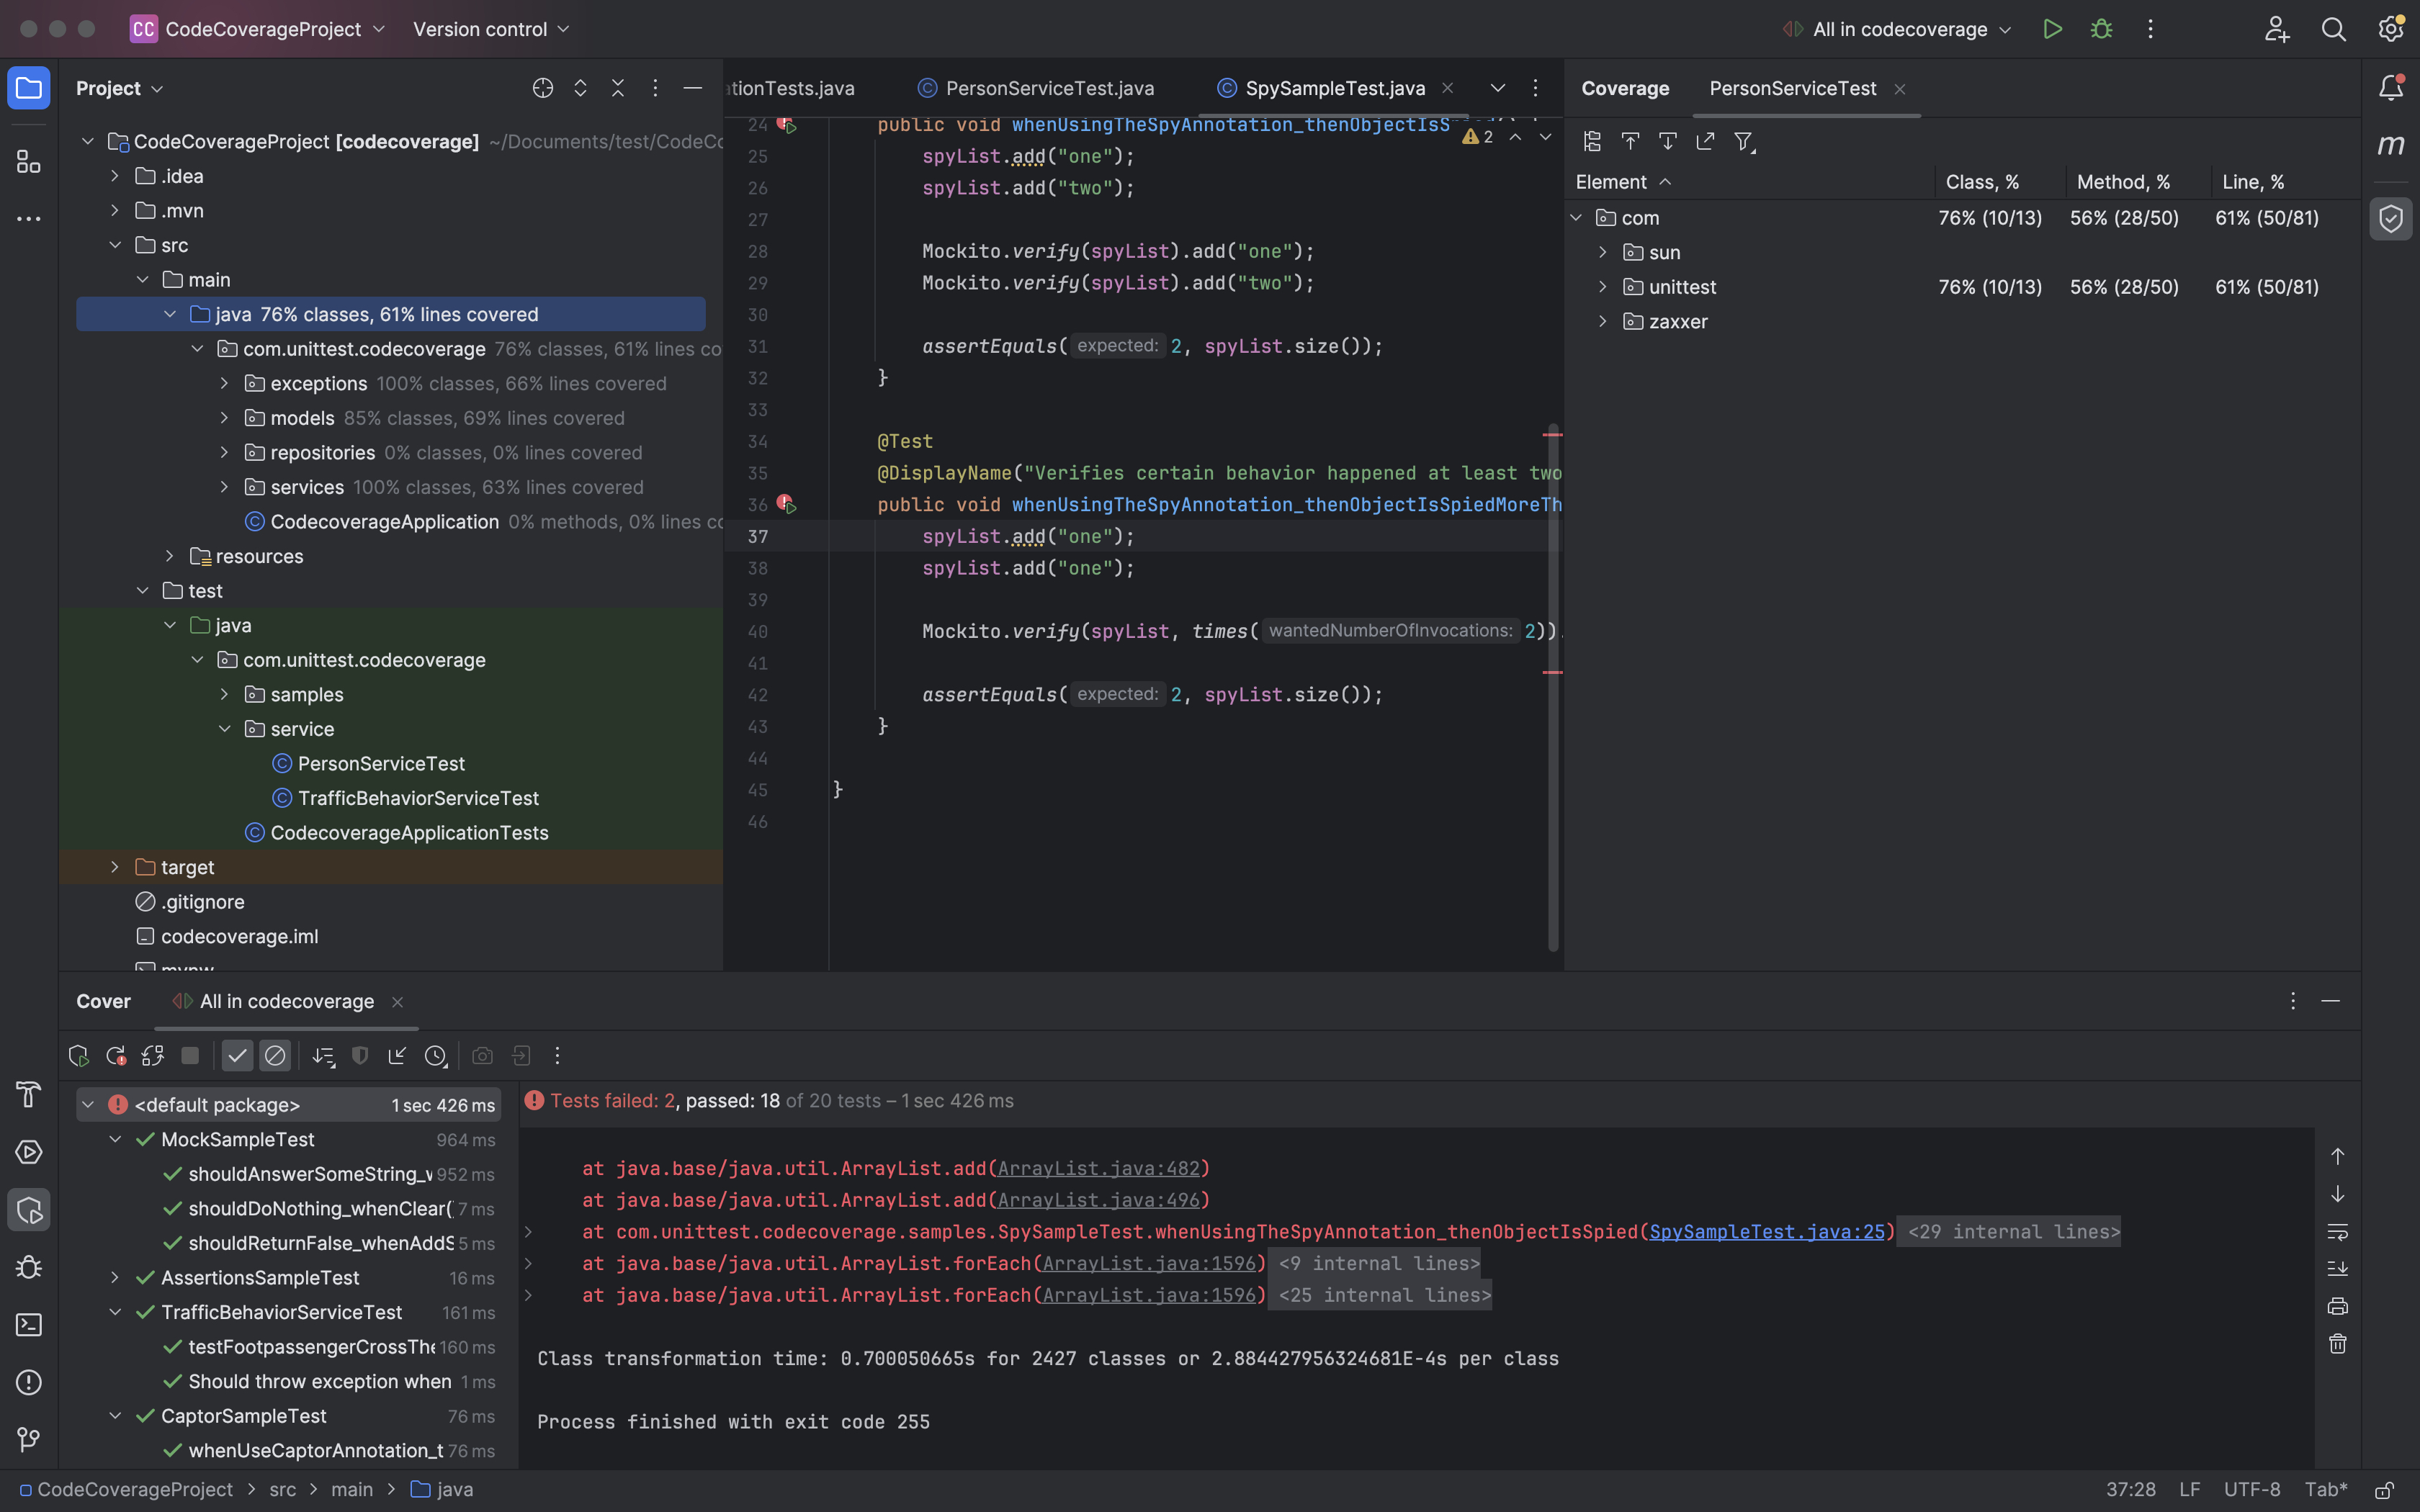 CC CodeCoverageProject Version control
All in codecoverage
Project
CodeCoverageProject [codecoverage] ~/Documents/test/CodeCo
.idea
.mvn
src
main
java 76% classes, 61% lines covered
com.unittest.codecoverage 76% classes, 61% lines co
exceptions 100% classes, 66% lines covered
models 85% classes, 69% lines covered
repositories 0% classes, 0% lines covered
services 100% classes, 63% lines covered
CodecoverageApplication 0% methods, 0% lines co
resources
test
java
com.unittest.codecoverage
samples
service
PersonServiceTest
TrafficBehaviorServiceTest
CodecoverageApplicationTests
target
.gitignore
codecoverage.iml
mvnw
ationTests.java PersonServiceTest.java SpySampleTest.java
2
24 public void whenUsingTheSpyAnnotation_thenObjectIsSpied() {
25 spyList.add("one");
26 spyList.add("two");
27
28 Mockito.verify(spyList).add("one");
29 Mockito.verify(spyList).add("two");
30
31 assertEquals( expected: 2, spyList.size());
32 }
33
34 @Test
35 @DisplayName("Verifies certain behavior happened at least two
36 public void whenUsingTheSpyAnnotation_thenObjectIsSpiedMoreTh
37 spyList.add("one");
38 spyList.add("one");
39
40 Mockito.verify(spyList, times( wantedNumberOfInvocations: 2)).
41
42 assertEquals( expected: 2, spyList.size());
43 }
44
45 }
46
Coverage PersonServiceTest
Element Class, % Method, % Line, %
com 76% (10/13) 56% (28/50) 61% (50/81)
sun
unittest 76% (10/13) 56% (28/50) 61% (50/81)
zaxxer
m
Cover All in codecoverage
<default package> 1 sec 426 ms
MockSampleTest 964 ms
shouldAnswerSomeString_w 952 ms
shouldDoNothing_whenClear( 7 ms
shouldReturnFalse_whenAddS 5 ms
AssertionsSampleTest 16 ms
TrafficBehaviorServiceTest 161 ms
testFootpassengerCrossThe 160 ms
Should throw exception when 1 ms
CaptorSampleTest 76 ms
whenUseCaptorAnnotation_t 76 ms
Tests failed: 2, passed: 18 of 20 tests – 1 sec 426 ms
at java.base/java.util.ArrayList.add(ArrayList.java:482)
at java.base/java.util.ArrayList.add(ArrayList.java:496)
at com.unittest.codecoverage.samples.SpySampleTest.whenUsingTheSpyAnnotation_thenObjectIsSpied(SpySampleTest.java:25) <29 internal lines>
at java.base/java.util.ArrayList.forEach(ArrayList.java:1596) <9 internal lines>
at java.base/java.util.ArrayList.forEach(ArrayList.java:1596) <25 internal lines>
Class transformation time: 0.700050665s for 2427 classes or 2.884427956324681E-4s per class
Process finished with exit code 255
CodeCoverageProject > src > main > java
37:28 LF UTF-8 Tab*